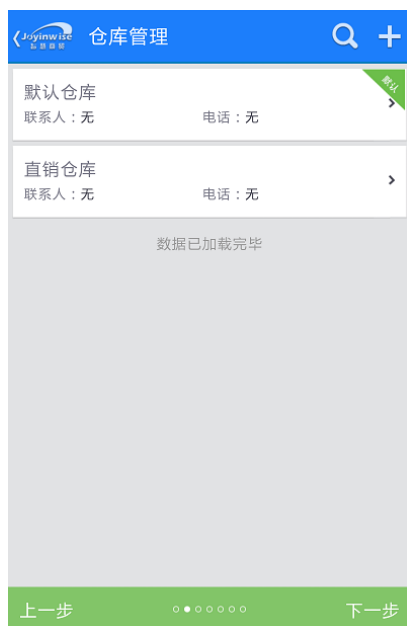 Joyinwise
仓库管理
默认仓库
默认
联系人：无 电话：无
直销仓库
联系人：无 电话：无
数据已加载完毕
上一步 下一步